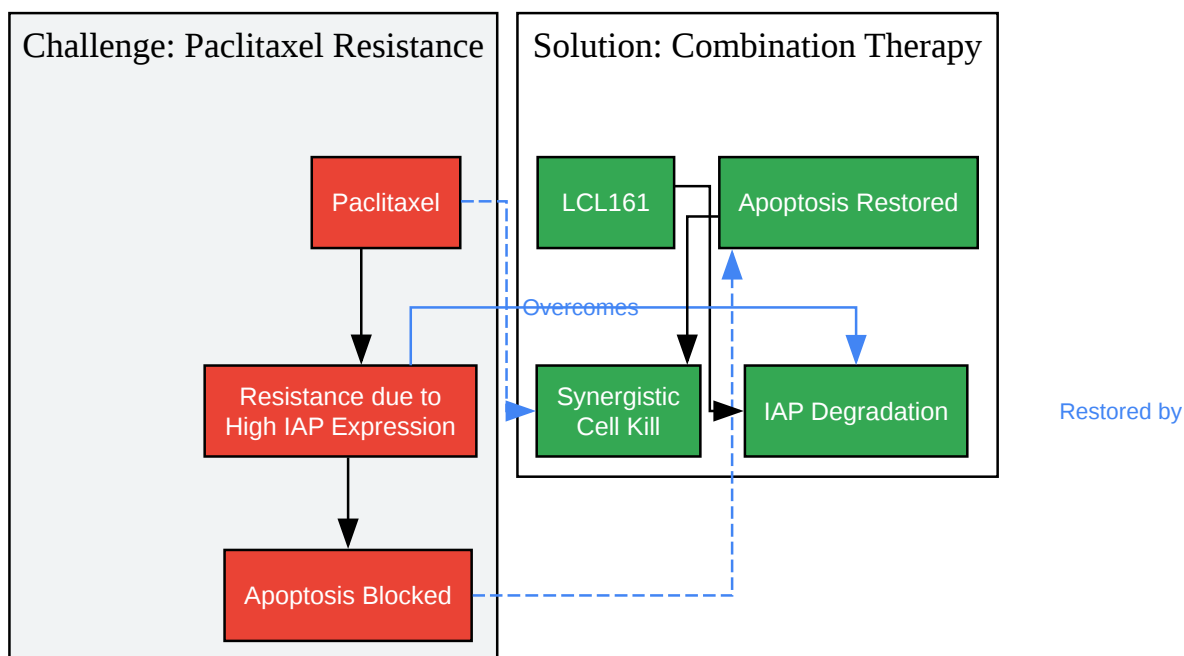 Challenge: Paclitaxel Resistance
Solution: Combination Therapy
Paclitaxel
LCL161
Apoptosis Restored
Overcomes
Resistance due to
High IAP Expression
Synergistic
Cell Kill
IAP Degradation
Restored by
Apoptosis Blocked